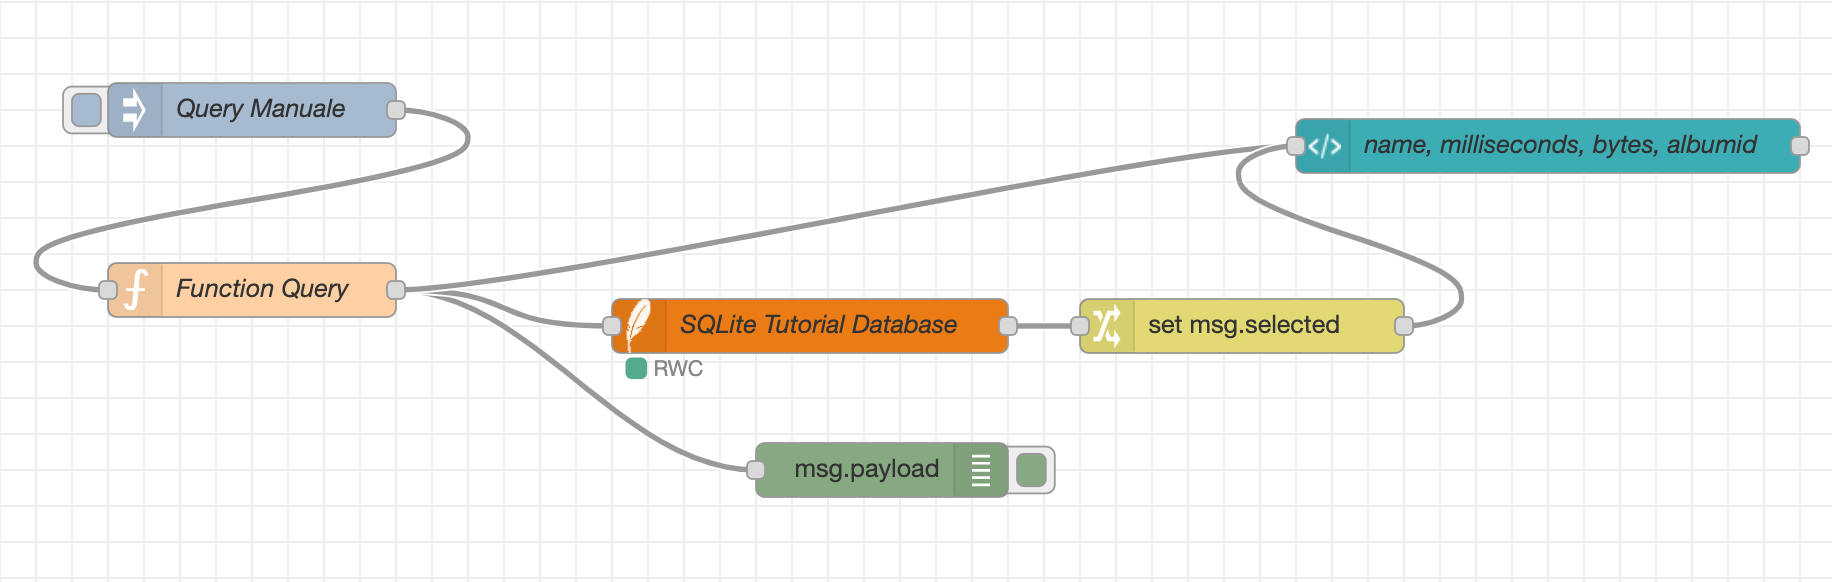 Query Manuale
name, milliseconds, bytes, albumid
Function Query
SQLite Tutorial Database
set msg.selected
RWC
msg.payload